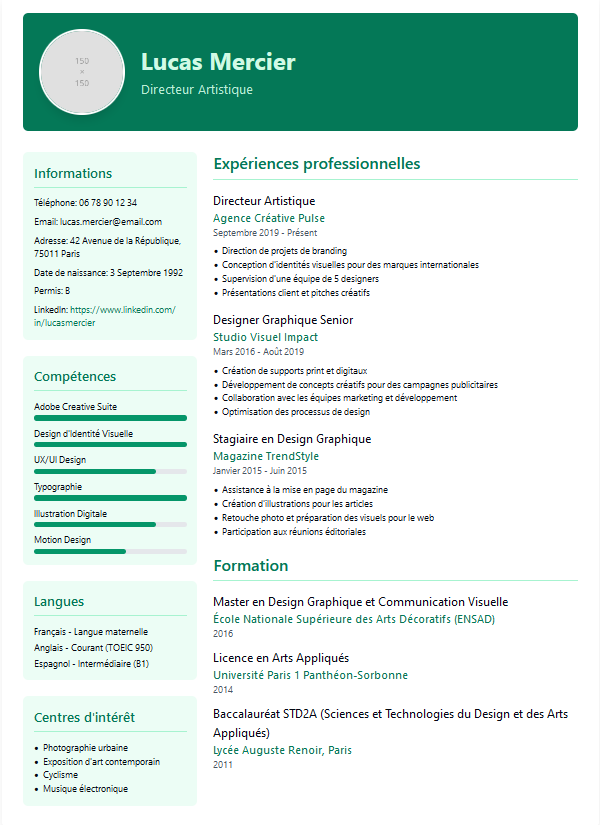 150
×
150
Lucas Mercier
Directeur Artistique
Informations
Téléphone: 06 78 90 12 34
Email: lucas.mercier@email.com
Adresse: 42 Avenue de la République,
75011 Paris
Date de naissance: 3 Septembre 1992
Permis: B
LinkedIn: https://www.linkedin.com/
in/lucasmercier
Compétences
Adobe Creative Suite
Design d'Identité Visuelle
UX/UI Design
Typographie
Illustration Digitale
Motion Design
Langues
Français - Langue maternelle
Anglais - Courant (TOEIC 950)
Espagnol - Intermédiaire (B1)
Centres d'intérêt
• Photographie urbaine
• Exposition d'art contemporain
• Cyclisme
• Musique électronique
Expériences professionnelles
Directeur Artistique
Agence Créative Pulse
Septembre 2019 - Présent
• Direction de projets de branding
• Conception d'identités visuelles pour des marques internationales
• Supervision d'une équipe de 5 designers
• Présentations client et pitches créatifs
Designer Graphique Senior
Studio Visuel Impact
Mars 2016 - Août 2019
• Création de supports print et digitaux
• Développement de concepts créatifs pour des campagnes publicitaires
• Collaboration avec les équipes marketing et développement
• Optimisation des processus de design
Stagiaire en Design Graphique
Magazine TrendStyle
Janvier 2015 - Juin 2015
• Assistance à la mise en page du magazine
• Création d'illustrations pour les articles
• Retouche photo et préparation des visuels pour le web
• Participation aux réunions éditoriales
Formation
Master en Design Graphique et Communication Visuelle
École Nationale Supérieure des Arts Décoratifs (ENSAD)
2016
Licence en Arts Appliqués
Université Paris 1 Panthéon-Sorbonne
2014
Baccalauréat STD2A (Sciences et Technologies du Design et des Arts
Appliqués)
Lycée Auguste Renoir, Paris
2011